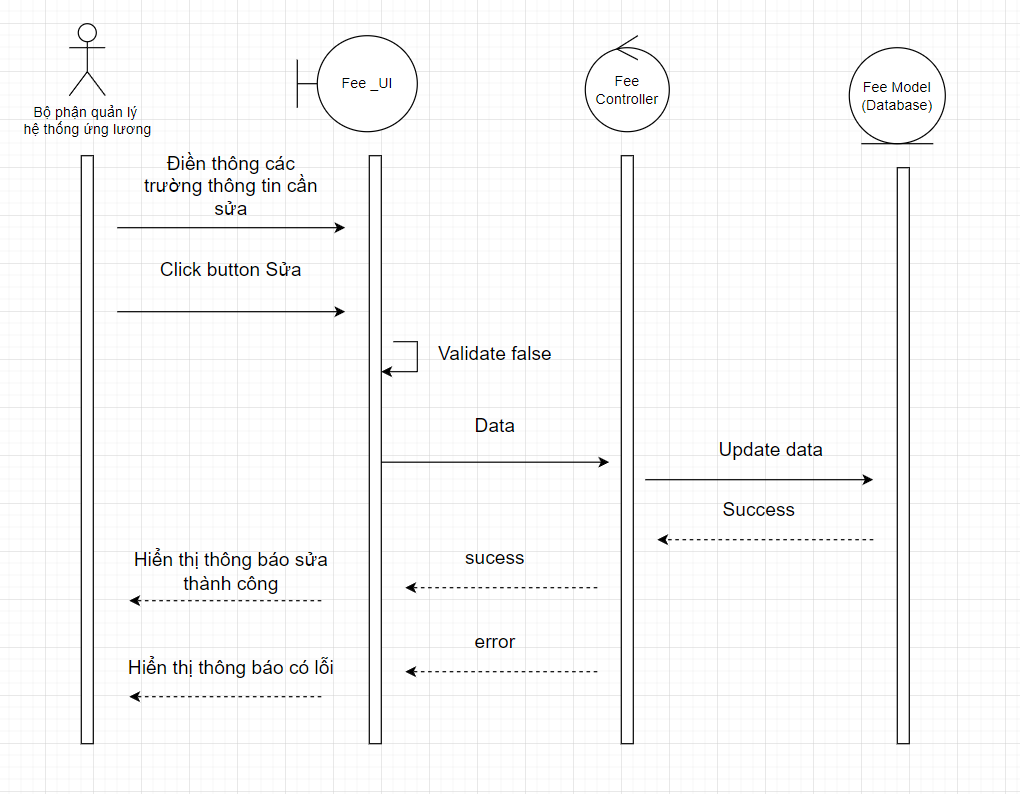 Bộ phận quản lý
hệ thống ứng lương
Fee _UI
Fee
Controller
Fee Model
(Database)
Điền thông các
trường thông tin cần
sửa
Click button Sửa
Validate false
Data
Update data
Success
sucess
Hiển thị thông báo sửa
thành công
error
Hiển thị thông báo có lỗi